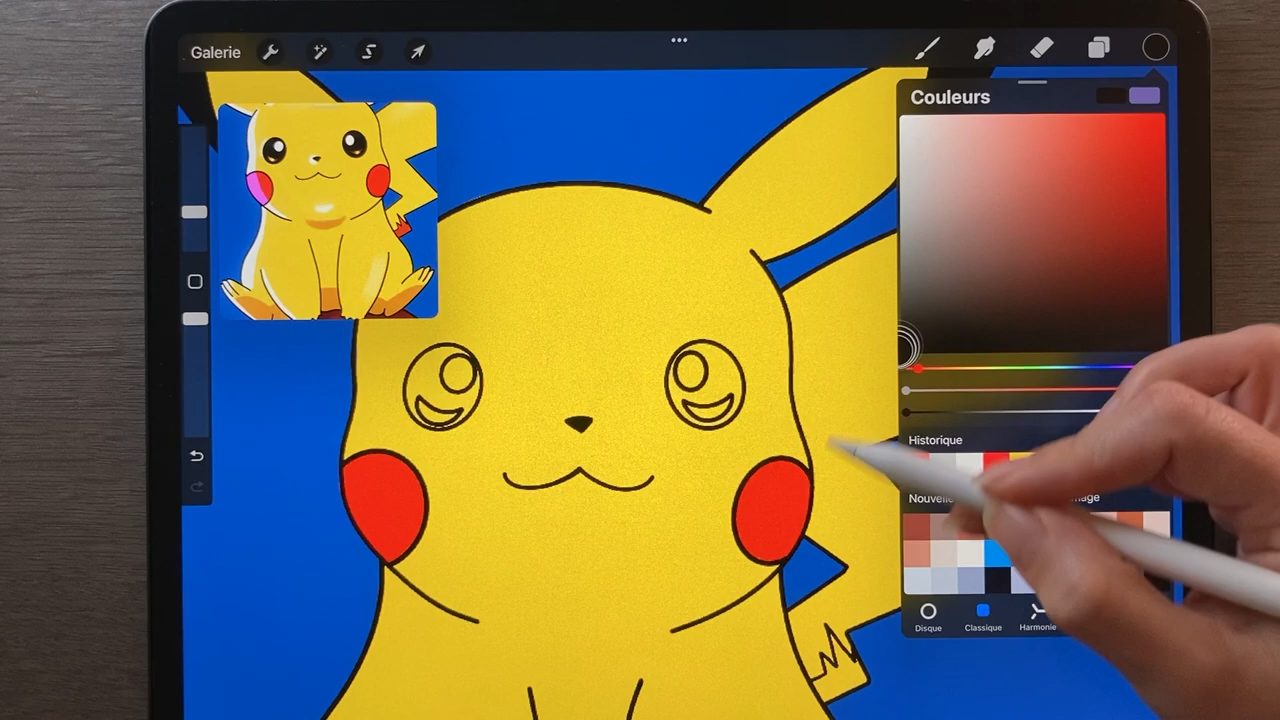 Galerie
Couleurs
Historique
Nouvelle
Disque
Classique
Harmonie